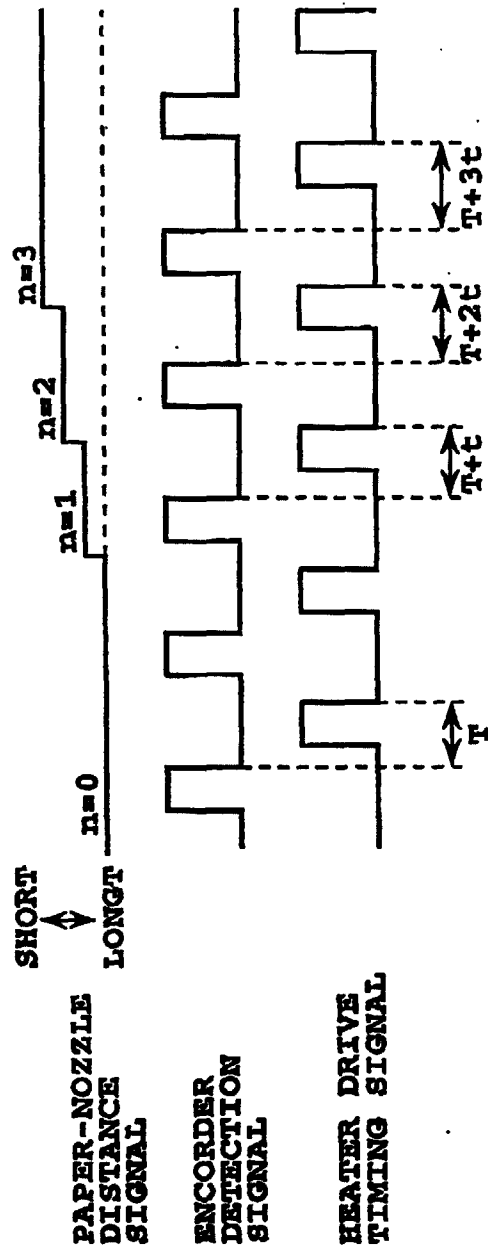 SHORT
LONGT
PAPER-NOZZLE
DISTANCE
SIGNAL
n=0
n=1
n=2
n=3
ENCORDER
DETECTION
SIGNAL
HEATER DRIVE
TIMING SIGNAL
T
T+t
T+2t
T+3t